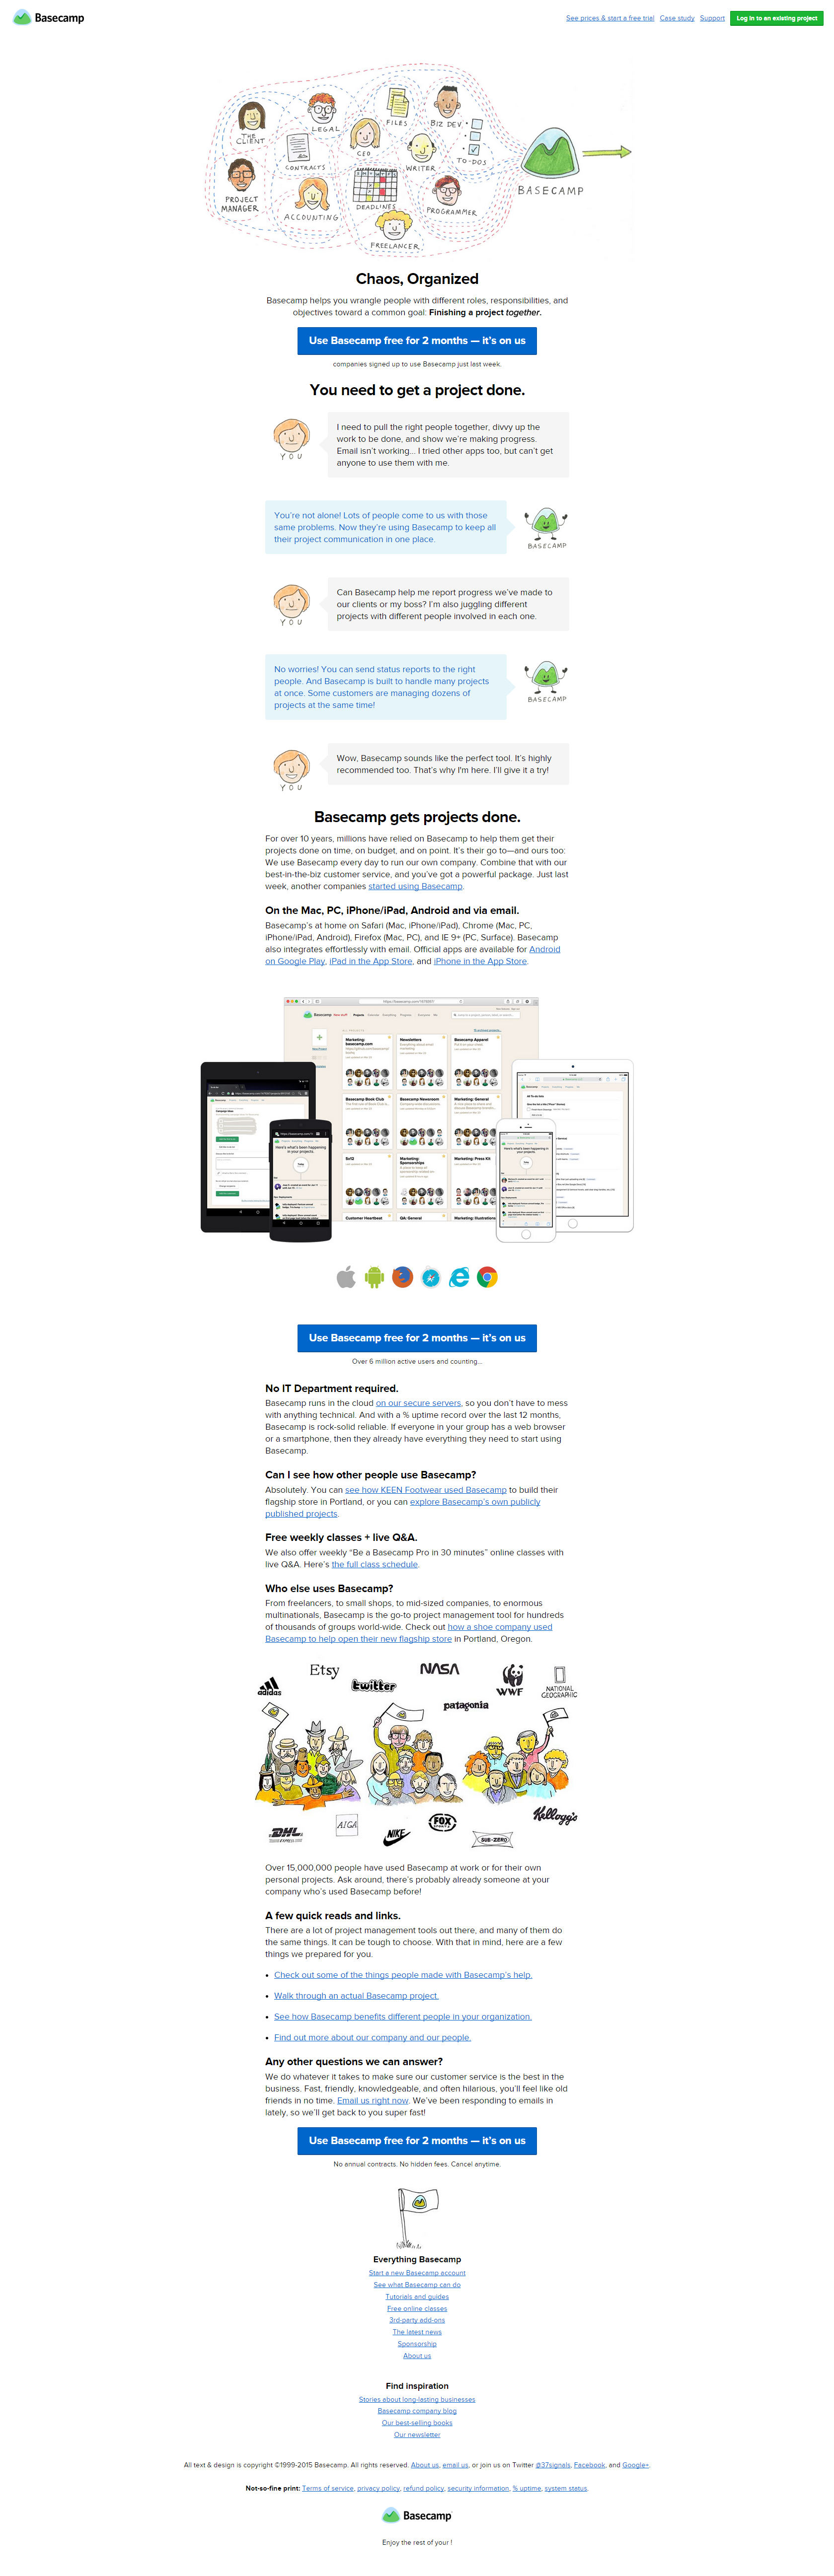 Basecamp
See prices & start a free trial Case study Support Log in to an existing project
THE CLIENT
LEGAL
FILES
BIZ DEV
CONTRACTS
CEO
WRITER
TO-DOS
PROJECT MANAGER
ACCOUNTING
DEADLINES
PROGRAMMER
FREELANCER
BASECAMP
Chaos, Organized
Basecamp helps you wrangle people with different roles, responsibilities, and
objectives toward a common goal: Finishing a project together.
Use Basecamp free for 2 months — it's on us
companies signed up to use Basecamp just last week.
You need to get a project done.
YOU
I need to pull the right people together, divvy up the
work to be done, and show we're making progress.
Email isn't working... I tried other apps too, but can't get
anyone to use them with me.
You're not alone! Lots of people come to us with those
same problems. Now they're using Basecamp to keep all
their project communication in one place.
BASECAMP
YOU
Can Basecamp help me report progress we've made to
our clients or my boss? I'm also juggling different
projects with different people involved in each one.
No worries! You can send status reports to the right
people. And Basecamp is built to handle many projects
at once. Some customers are managing dozens of
projects at the same time!
BASECAMP
YOU
Wow, Basecamp sounds like the perfect tool. It's highly
recommended too. That's why I'm here. I'll give it a try!
Basecamp gets projects done.
For over 10 years, millions have relied on Basecamp to help them get their
projects done on time, on budget, and on point. It's their go to—and ours too:
We use Basecamp every day to run our own company. Combine that with our
best-in-the-biz customer service, and you've got a powerful package. Just last
week, another companies started using Basecamp.
On the Mac, PC, iPhone/iPad, Android and via email.
Basecamp's at home on Safari (Mac, iPhone/iPad), Chrome (Mac, PC,
iPhone/iPad, Android), Firefox (Mac, PC), and IE 9+ (PC, Surface). Basecamp
also integrates effortlessly with email. Official apps are available for Android
on Google Play, iPad in the App Store, and iPhone in the App Store.
Basecamp
Marketing: basecamp.com
Newsletters
Basecamp Apparel
Basecamp Book Club
Basecamp Newsroom
Marketing: General
5x12
Marketing: Sponsorships
Marketing: Press Kit
Customer Heartbeat
QA: General
Marketing: Illustrations
Here's what's been happening
in your projects.
Here's what's been happening
in your projects.
Use Basecamp free for 2 months — it's on us
Over 6 million active users and counting...
No IT Department required.
Basecamp runs in the cloud on our secure servers, so you don't have to mess
with anything technical. And with a % uptime record over the last 12 months,
Basecamp is rock-solid reliable. If everyone in your group has a web browser
or a smartphone, then they already have everything they need to start using
Basecamp.
Can I see how other people use Basecamp?
Absolutely. You can see how KEEN Footwear used Basecamp to build their
flagship store in Portland, or you can explore Basecamp's own publicly
published projects.
Free weekly classes + live Q&A.
We also offer weekly "Be a Basecamp Pro in 30 minutes" online classes with
live Q&A. Here's the full class schedule.
Who else uses Basecamp?
From freelancers, to small shops, to mid-sized companies, to enormous
multinationals, Basecamp is the go-to project management tool for hundreds
of thousands of groups world-wide. Check out how a shoe company used
Basecamp to help open their new flagship store in Portland, Oregon.
adidas
Etsy
twitter
NASA
patagonia
WWF
NATIONAL GEOGRAPHIC
DHL
AIGA
NIKE
FOX
SUB-ZERO
Kellogg's
Over 15,000,000 people have used Basecamp at work or for their own
personal projects. Ask around, there's probably already someone at your
company who's used Basecamp before!
A few quick reads and links.
There are a lot of project management tools out there, and many of them do
the same things. It can be tough to choose. With that in mind, here are a few
things we prepared for you.
• Check out some of the things people made with Basecamp's help.
• Walk through an actual Basecamp project.
• See how Basecamp benefits different people in your organization.
• Find out more about our company and our people.
Any other questions we can answer?
We do whatever it takes to make sure our customer service is the best in the
business. Fast, friendly, knowledgeable, and often hilarious, you'll feel like old
friends in no time. Email us right now. We've been responding to emails in
lately, so we'll get back to you super fast!
Use Basecamp free for 2 months — it's on us
No annual contracts. No hidden fees. Cancel anytime.
Everything Basecamp
Start a new Basecamp account
See what Basecamp can do
Tutorials and guides
Free online classes
3rd-party add-ons
The latest news
Sponsorship
About us
Find inspiration
Stories about long-lasting businesses
Basecamp company blog
Our best-selling books
Our newsletter
All text & design is copyright ©1999-2015 Basecamp. All rights reserved. About us, email us, or join us on Twitter @37signals, Facebook, and Google+.
Not-so-fine print: Terms of service, privacy policy, refund policy, security information, % uptime, system status.
Basecamp
Enjoy the rest of your !